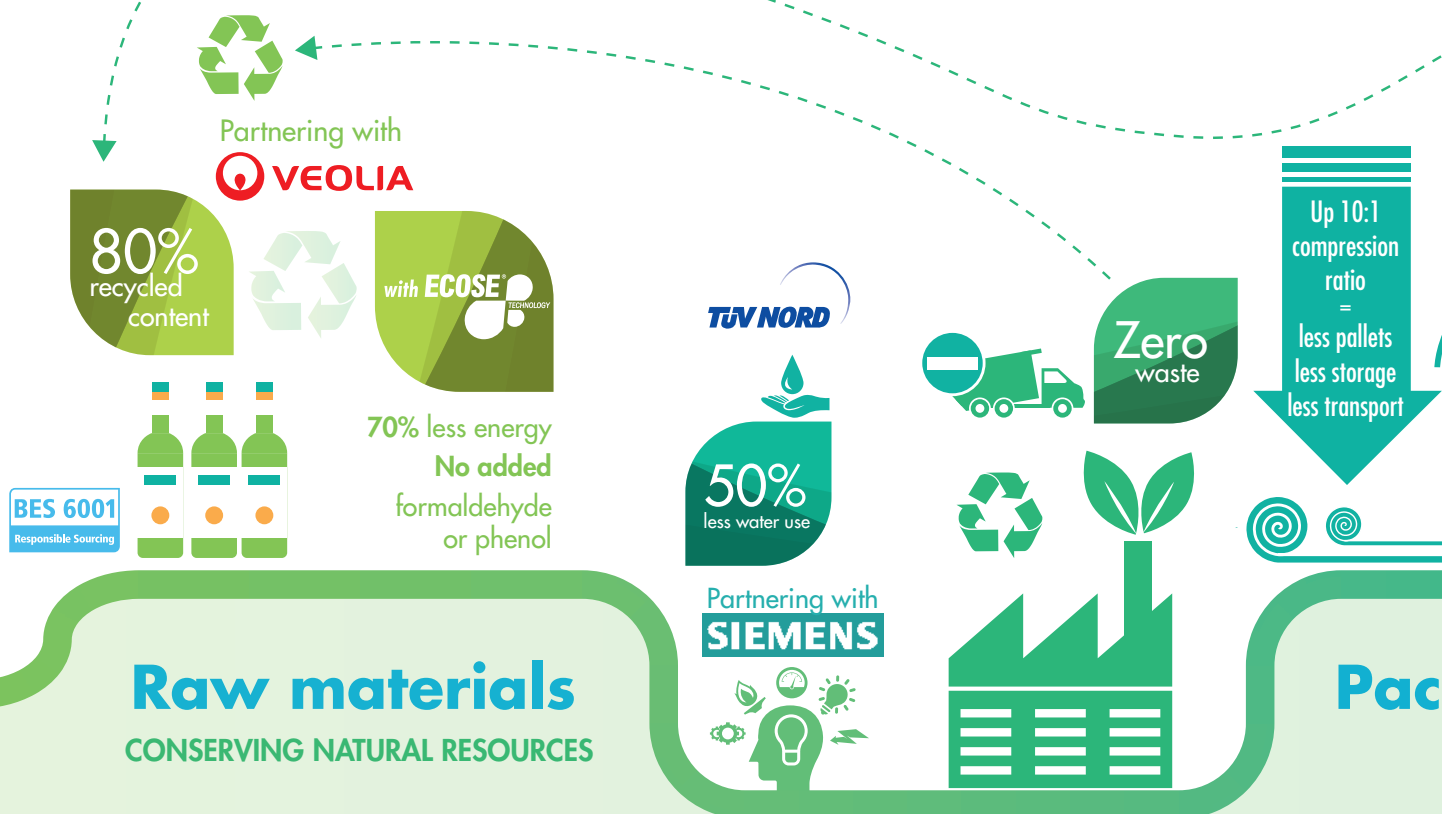 Partnering with
VEOLIA
80%
recycled
content
with ECOSE®
TECHNOLOGY
70% less energy
No added
formaldehyde
or phenol
BES 6001
Responsible Sourcing
Raw materials
CONSERVING NATURAL RESOURCES
TÜV NORD
50%
less water use
Partnering with
SIEMENS
Zero
waste
Up 10:1
compression
ratio
=
less pallets
less storage
less transport
Pac